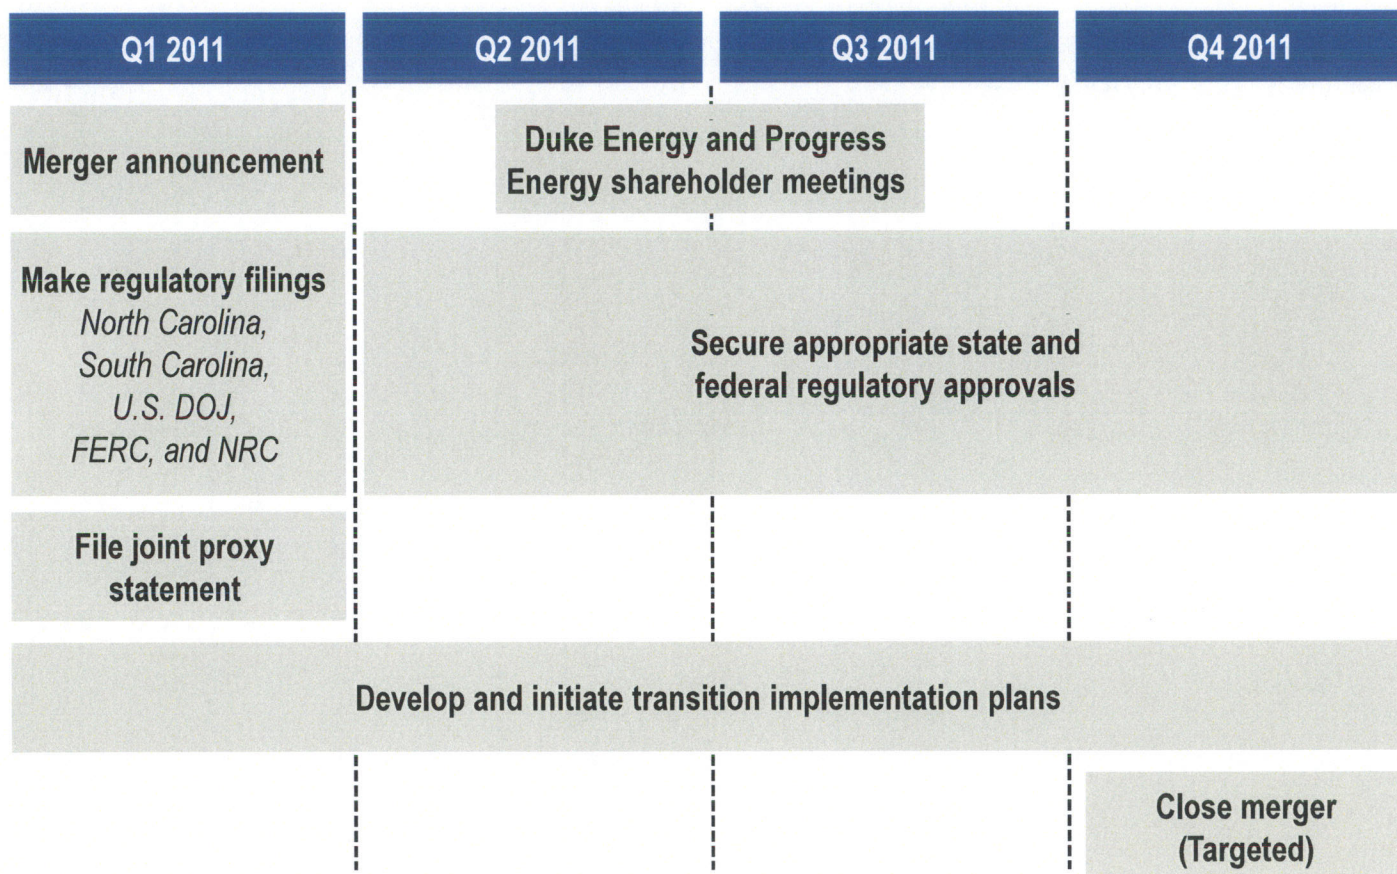 Q1 2011
Q2 2011
Q3 2011
Q4 2011
Merger announcement
Duke Energy and Progress
Energy shareholder meetings
Make regulatory filings
North Carolina,
South Carolina,
U.S. DOJ,
FERC, and NRC
Secure appropriate state and
federal regulatory approvals
File joint proxy
statement
Develop and initiate transition implementation plans
Close merger
(Targeted)